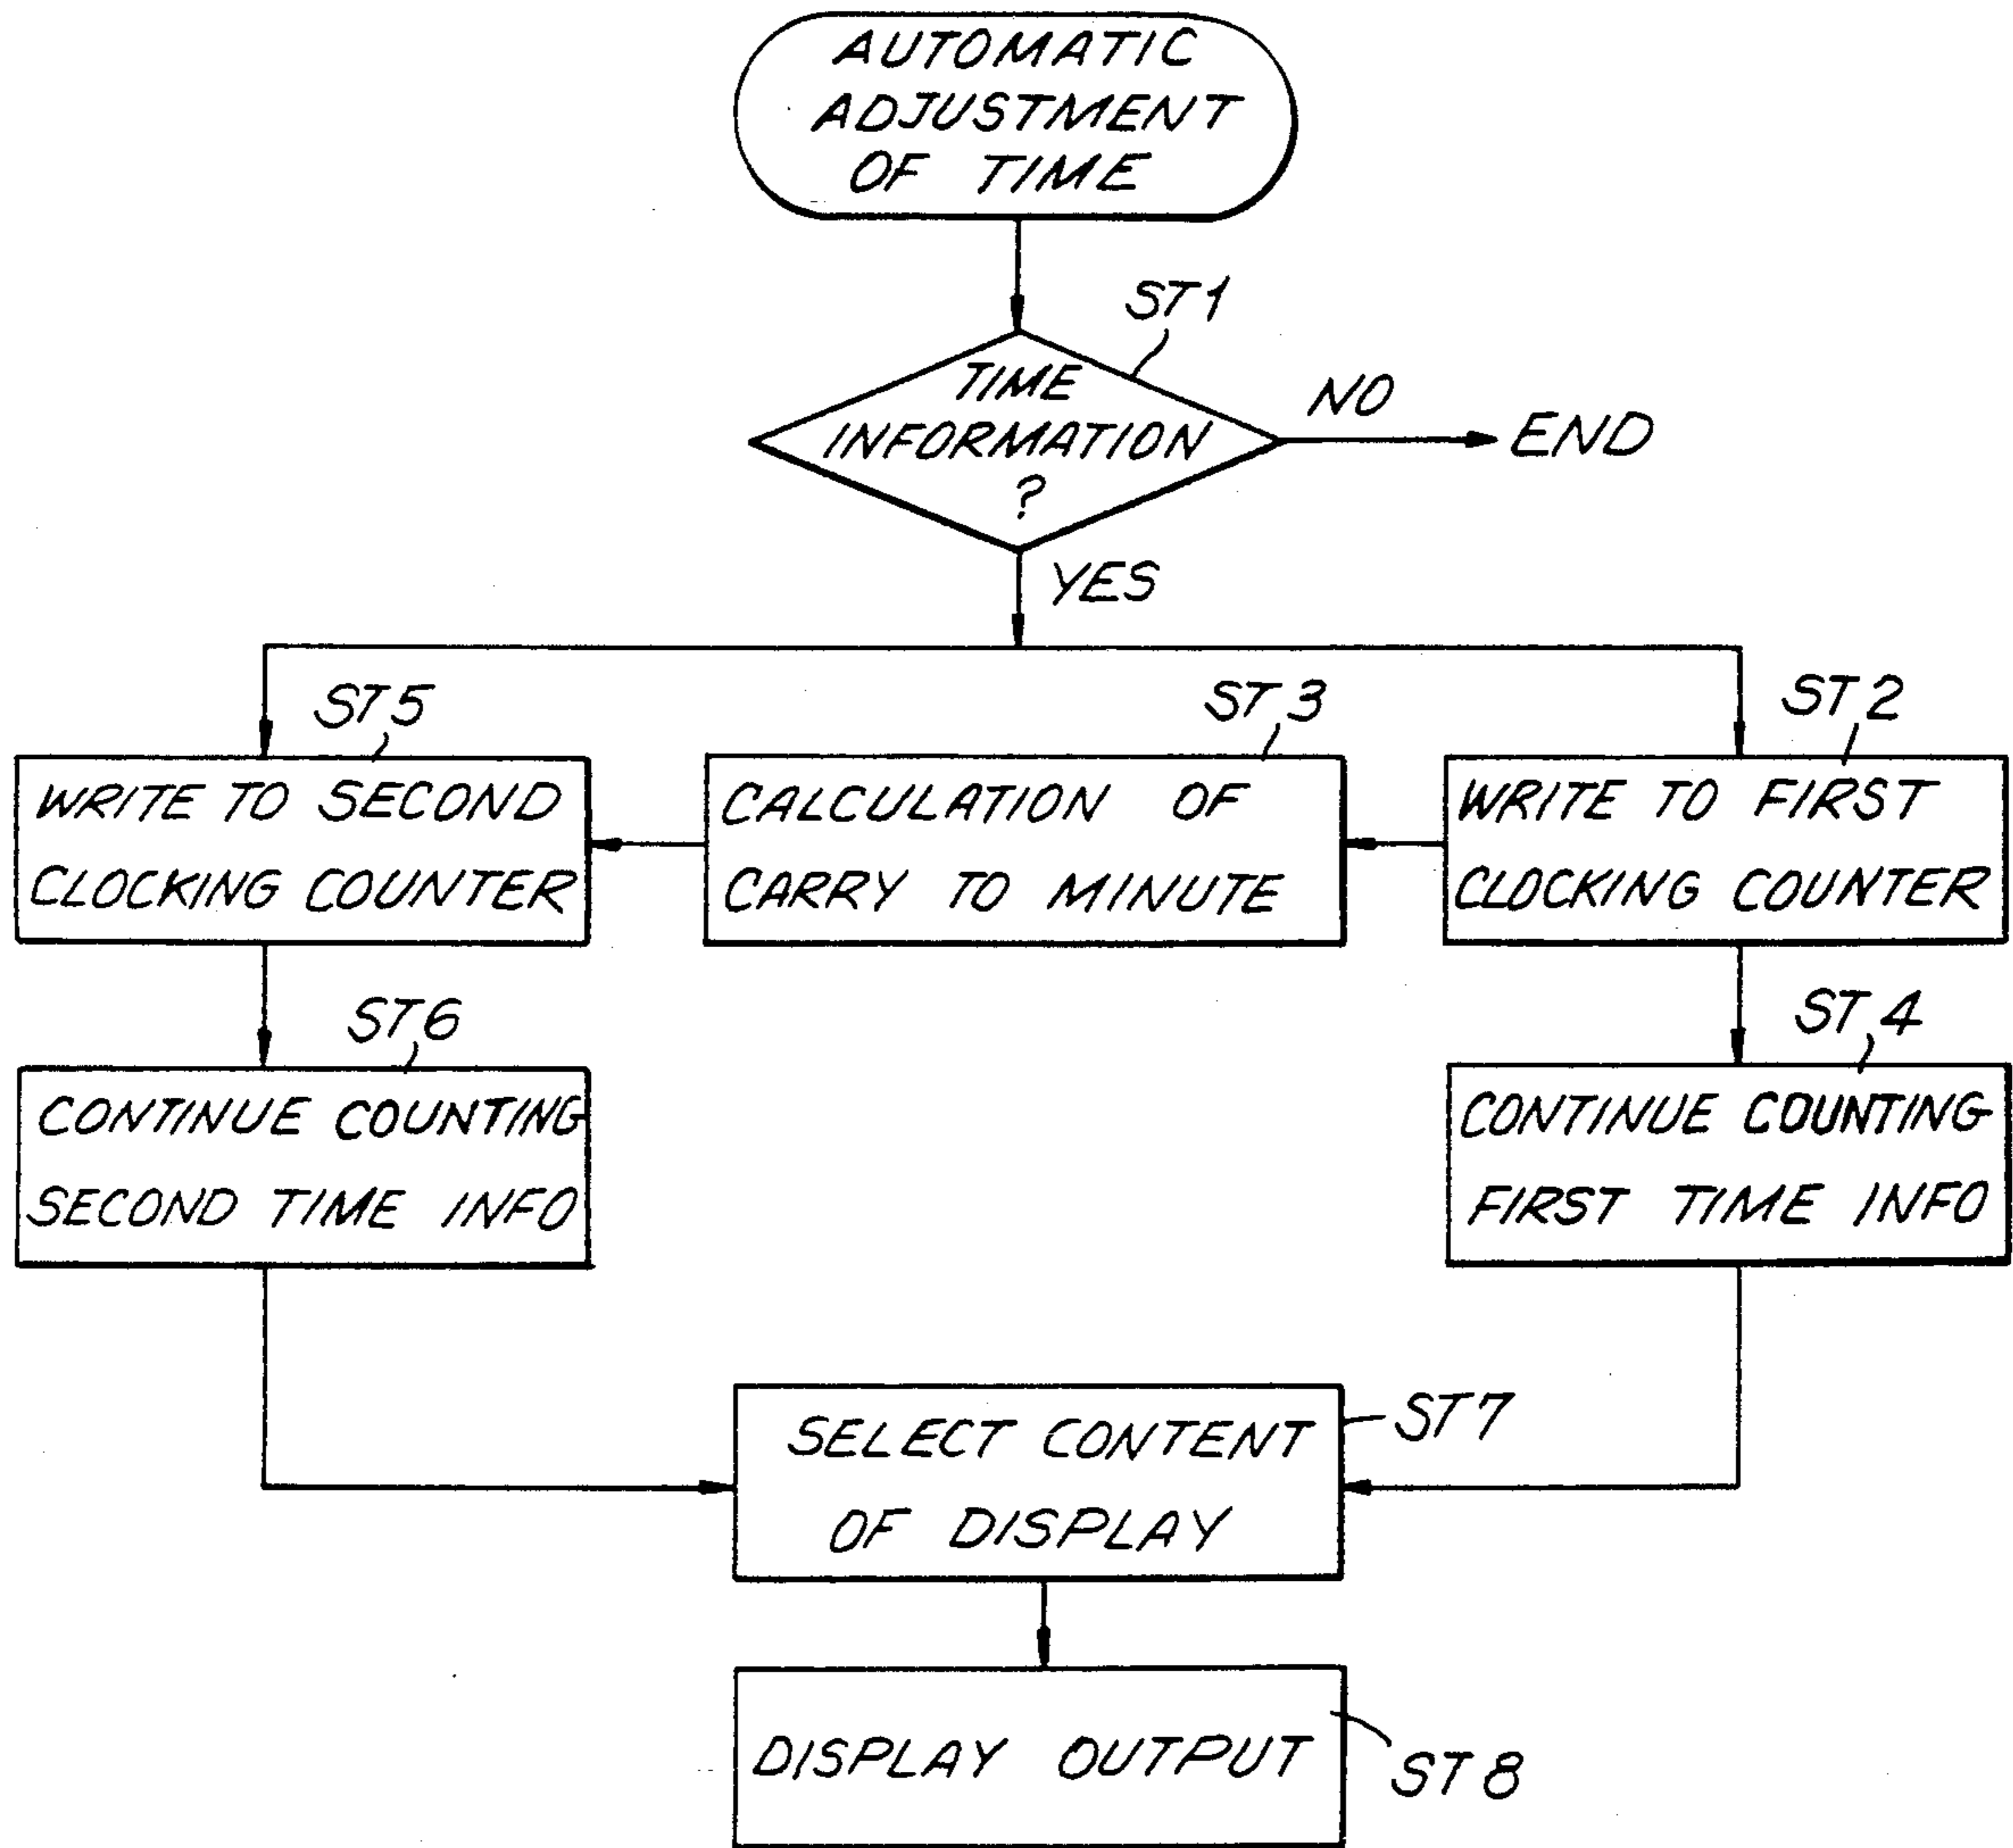 AUTOMATIC
ADJUSTMENT
OF TIME
ST1
TIME
INFORMATION
?
NO
END
YES
ST5
WRITE TO SECOND
CLOCKING COUNTER
ST3
CALCULATION OF
CARRY TO MINUTE
ST2
WRITE TO FIRST
CLOCKING COUNTER
ST6
CONTINUE COUNTING
SECOND TIME INFO
ST4
CONTINUE COUNTING
FIRST TIME INFO
SELECT CONTENT
OF DISPLAY
ST7
DISPLAY OUTPUT
ST8